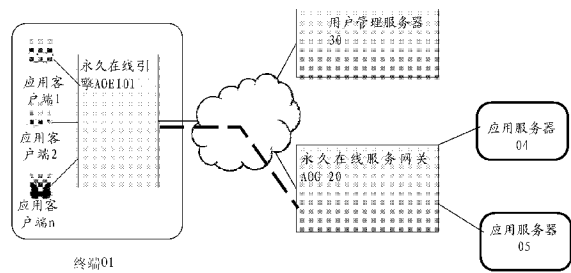 应用客
户端1
应用客
户端2
应用客
户端n
永久在线引
擎AOE101
终端01
用户管理服务器
30
永久在线服务网关
AOG 20
应用服务器
04
应用服务器
05